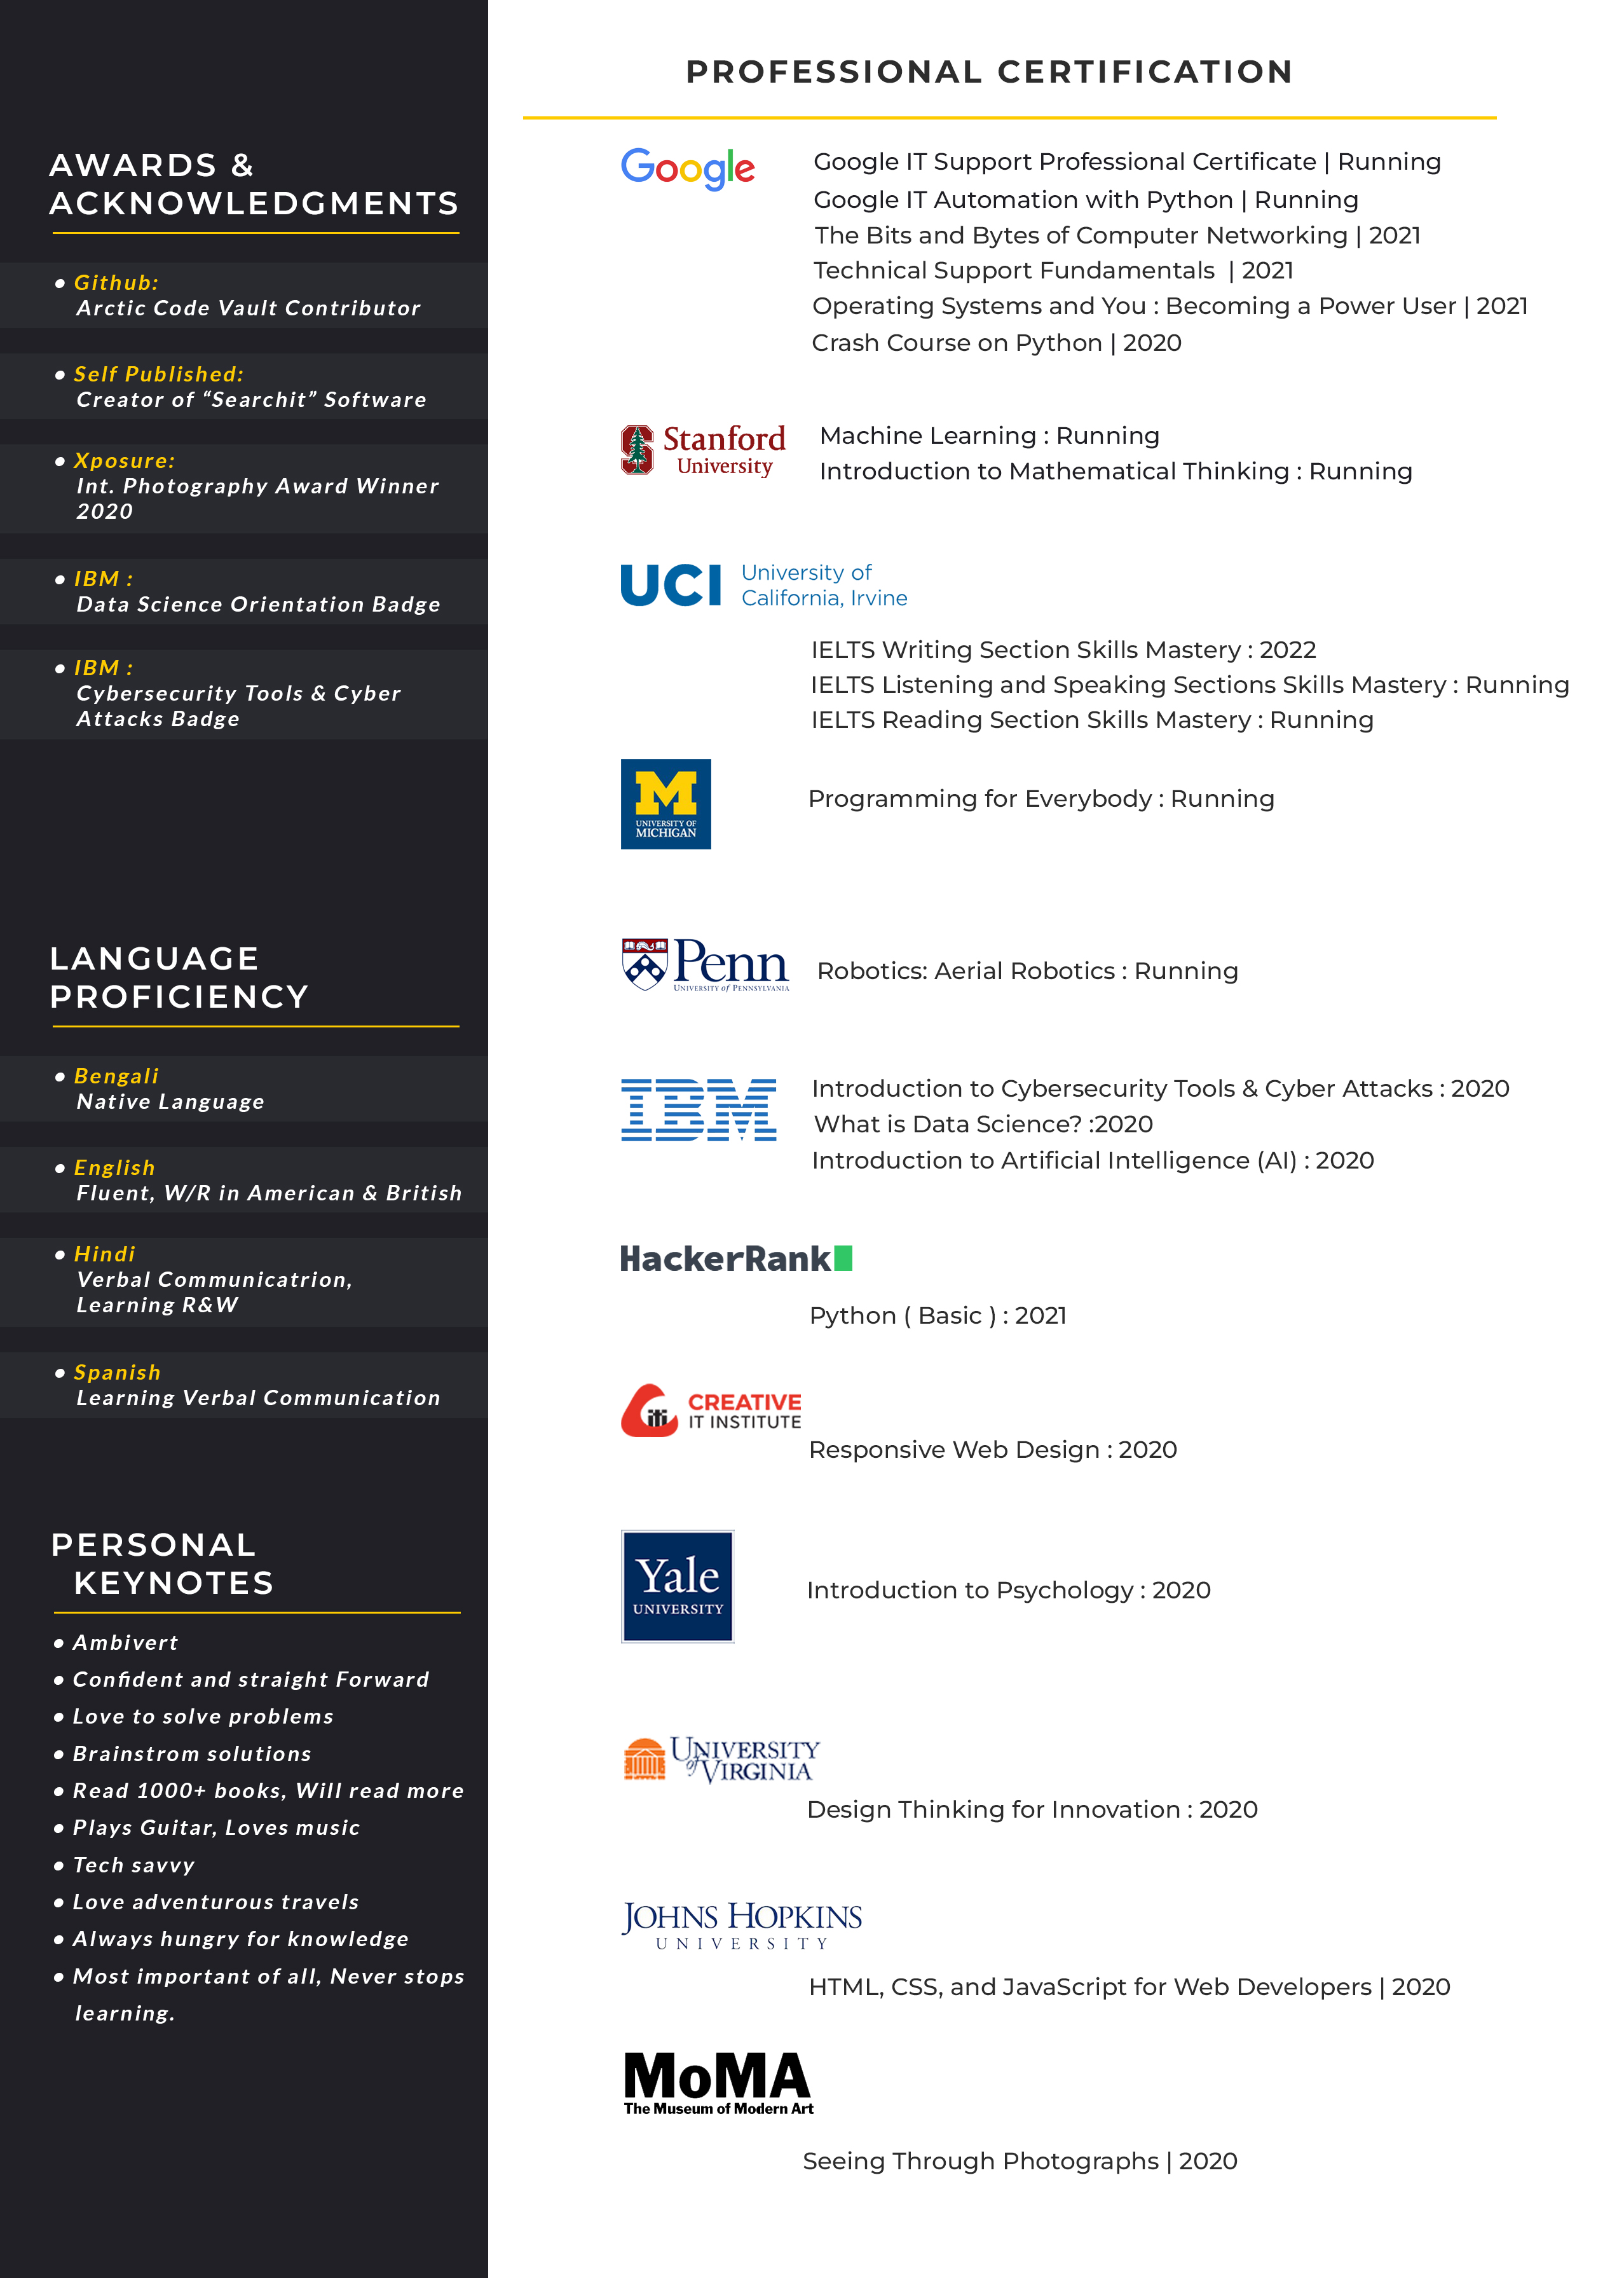 AWARDS &
ACKNOWLEDGMENTS
• Github:
Arctic Code Vault Contributor
• Self Published:
Creator of “Searchit” Software
• Xposure:
Int. Photography Award Winner
2020
• IBM :
Data Science Orientation Badge
• IBM :
Cybersecurity Tools & Cyber
Attacks Badge
LANGUAGE
PROFICIENCY
• Bengali
Native Language
• English
Fluent, W/R in American & British
• Hindi
Verbal Communicatrion,
Learning R&W
• Spanish
Learning Verbal Communication
PERSONAL
KEYNOTES
• Ambivert
• Confident and straight Forward
• Love to solve problems
• Brainstrom solutions
• Read 1000+ books, Will read more
• Plays Guitar, Loves music
• Tech savvy
• Love adventurous travels
• Always hungry for knowledge
• Most important of all, Never stops
learning.
PROFESSIONAL CERTIFICATION
Google
Google IT Support Professional Certificate | Running
Google IT Automation with Python | Running
The Bits and Bytes of Computer Networking | 2021
Technical Support Fundamentals | 2021
Operating Systems and You : Becoming a Power User | 2021
Crash Course on Python | 2020
Stanford
University
Machine Learning : Running
Introduction to Mathematical Thinking : Running
UCI
University of
California, Irvine
IELTS Writing Section Skills Mastery : 2022
IELTS Listening and Speaking Sections Skills Mastery : Running
IELTS Reading Section Skills Mastery : Running
M
UNIVERSITY OF
MICHIGAN
Programming for Everybody : Running
Penn
UNIVERSITY of PENNSYLVANIA
Robotics: Aerial Robotics : Running
IBM
Introduction to Cybersecurity Tools & Cyber Attacks : 2020
What is Data Science? :2020
Introduction to Artificial Intelligence (AI) : 2020
HackerRank
Python ( Basic ) : 2021
iti
CREATIVE
IT INSTITUTE
Responsive Web Design : 2020
Yale
UNIVERSITY
Introduction to Psychology : 2020
UNIVERSITY
of VIRGINIA
Design Thinking for Innovation : 2020
JOHNS HOPKINS
UNIVERSITY
HTML, CSS, and JavaScript for Web Developers | 2020
MoMA
The Museum of Modern Art
Seeing Through Photographs | 2020